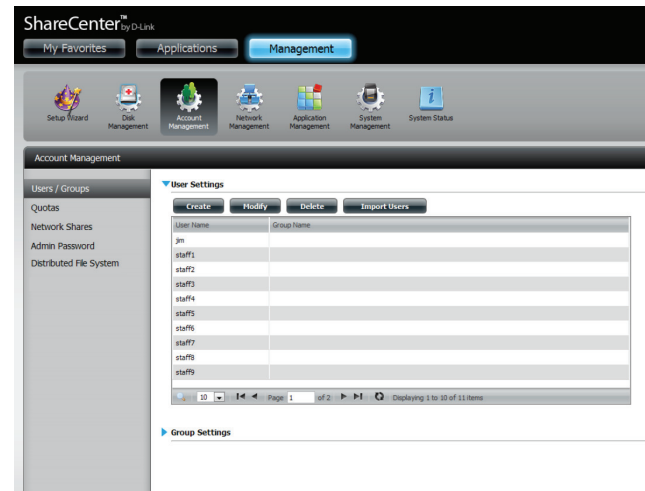 ShareCenter™ by D-Link
My Favorites Applications Management
Setup Wizard
Disk Management
Account Management
Network Management
Application Management
System Management
System Status
Account Management
Users / Groups
Quotas
Network Shares
Admin Password
Distributed File System
User Settings
Create Modify Delete Import Users
User Name Group Name
jim
staff1
staff2
staff3
staff4
staff5
staff6
staff7
staff8
staff9
10 Page 1 of 2 Displaying 1 to 10 of 11 items
Group Settings